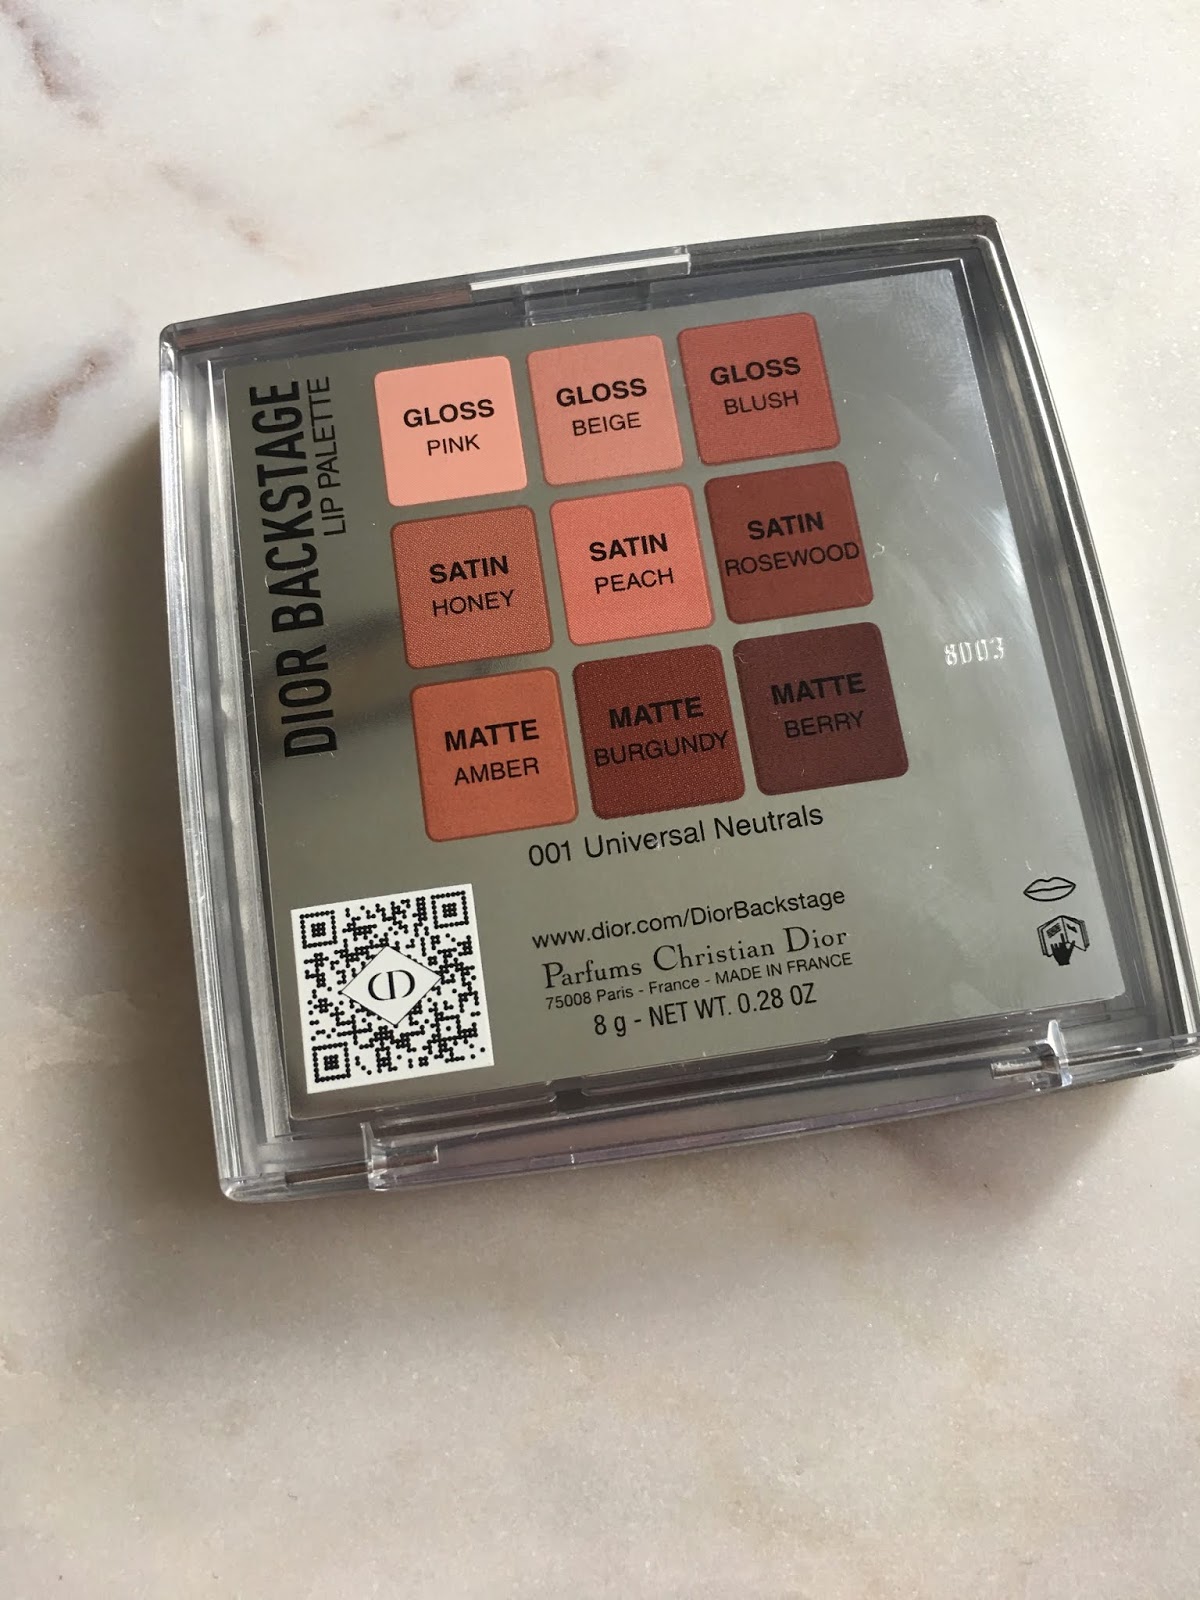 DIOR BACKSTAGE
LIP PALETTE
GLOSS
PINK
GLOSS
BEIGE
GLOSS
BLUSH
SATIN
HONEY
SATIN
PEACH
SATIN
ROSEWOOD
MATTE
AMBER
MATTE
BURGUNDY
MATTE
BERRY
8003
001 Universal Neutrals
www.dior.com/DiorBackstage
Parfums Christian Dior
75008 Paris - France - MADE IN FRANCE
8 g - NET WT. 0.28 OZ
CD